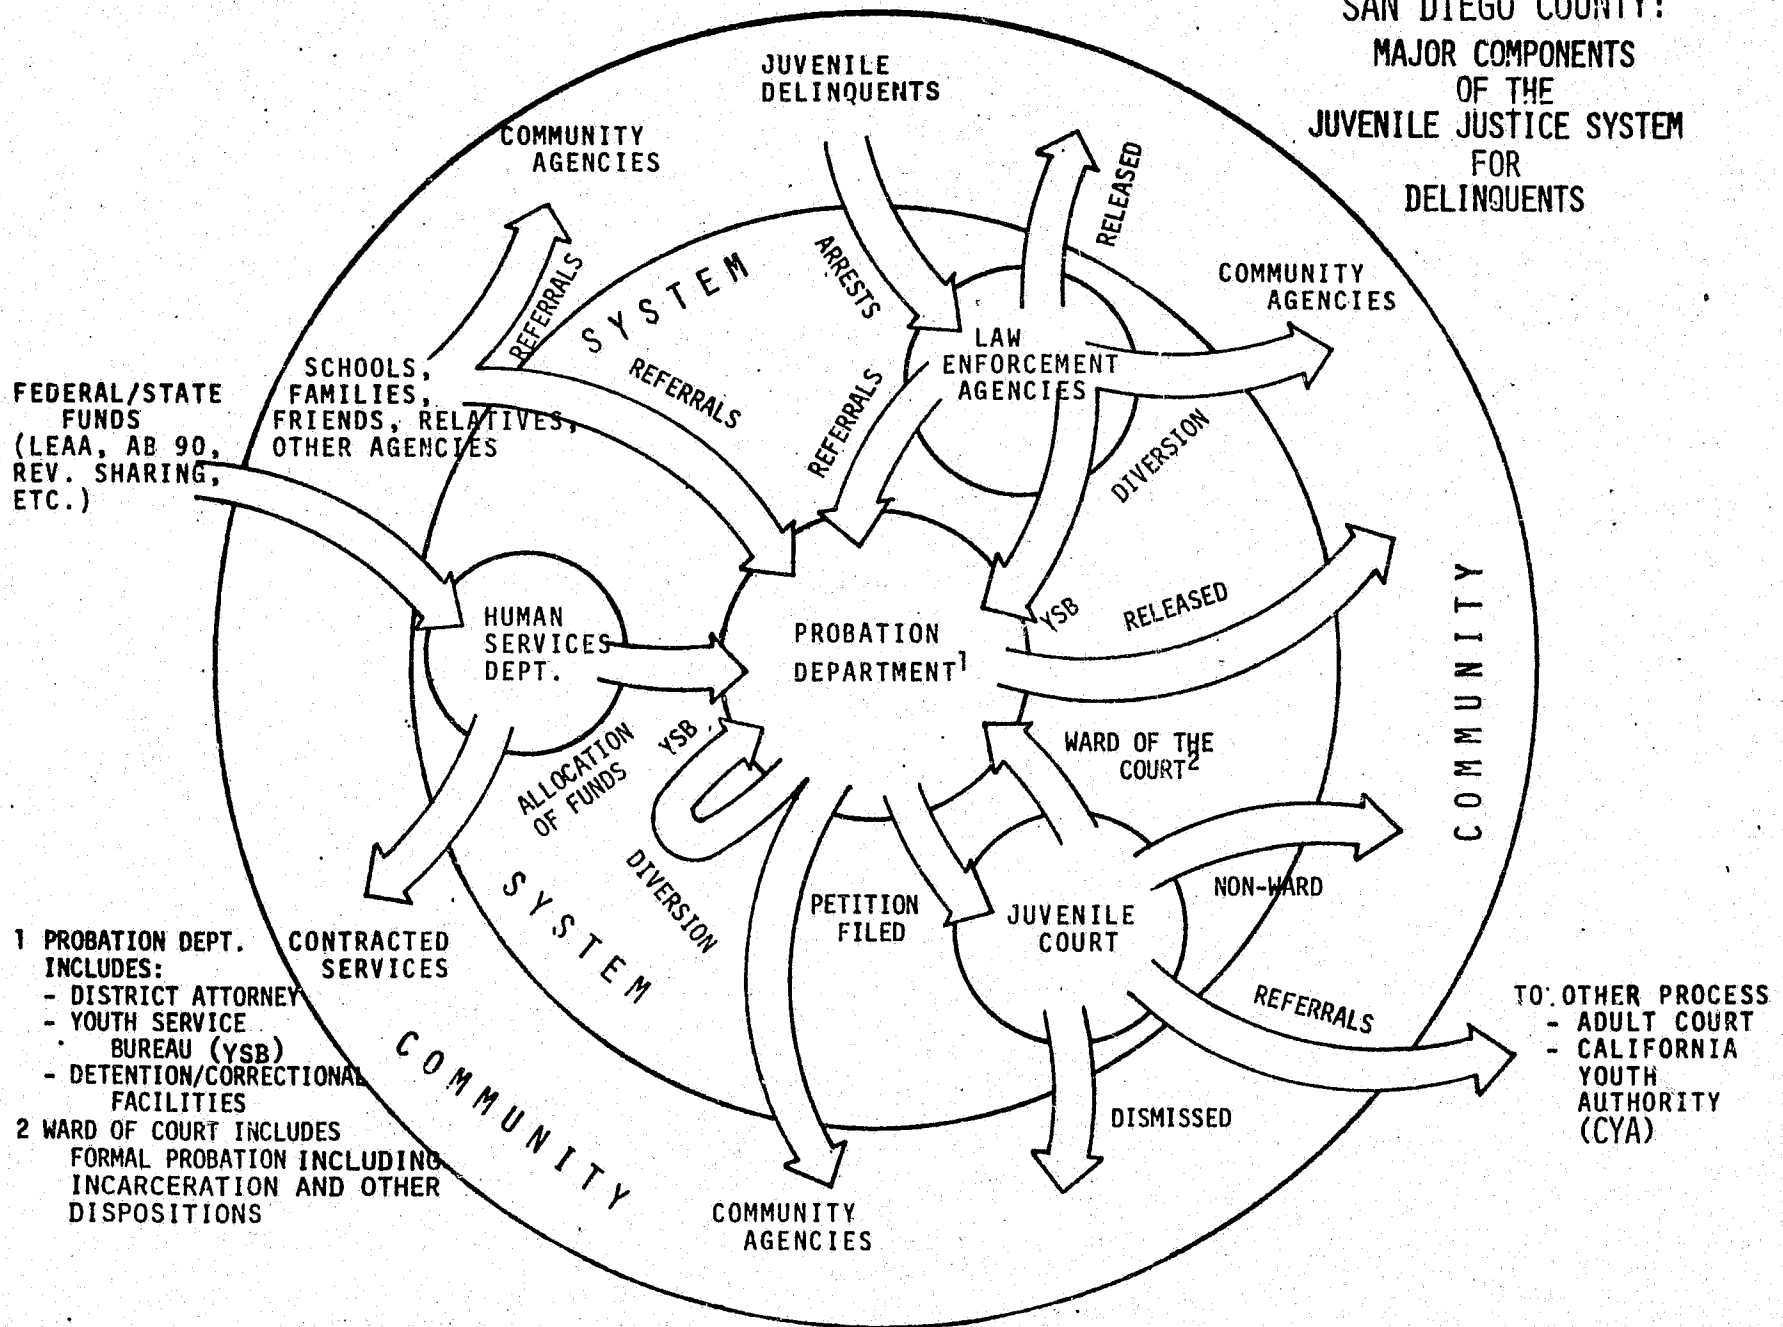 SAN DIEGO COUNTY:
MAJOR COMPONENTS
OF THE
JUVENILE JUSTICE SYSTEM
FOR
DELINQUENTS
JUVENILE
DELINQUENTS
COMMUNITY
AGENCIES
RELEASED
ARRESTS
REFERRALS
SYSTEM
COMMUNITY
AGENCIES
LAW
ENFORCEMENT
AGENCIES
SCHOOLS,
FAMILIES,
FRIENDS, RELATIVES,
OTHER AGENCIES
REFERRALS
REFERRALS
FEDERAL/STATE
FUNDS
(LEAA, AB 90,
REV. SHARING,
ETC.)
DIVERSION
YSB
RELEASED
HUMAN
SERVICES
DEPT.
PROBATION
DEPARTMENT1
COMMUNITY
ALLOCATION
OF FUNDS
YSB
WARD OF THE
COURT2
DIVERSION
SYSTEM
PETITION
FILED
JUVENILE
COURT
NON-WARD
CONTRACTED
SERVICES
REFERRALS
TO OTHER PROCESS
- ADULT COURT
- CALIFORNIA
YOUTH
AUTHORITY
(CYA)
DISMISSED
COMMUNITY
COMMUNITY
AGENCIES
1 PROBATION DEPT.
INCLUDES:
- DISTRICT ATTORNEY
- YOUTH SERVICE
BUREAU (YSB)
- DETENTION/CORRECTIONAL
FACILITIES
2 WARD OF COURT INCLUDES
FORMAL PROBATION INCLUDING
INCARCERATION AND OTHER
DISPOSITIONS